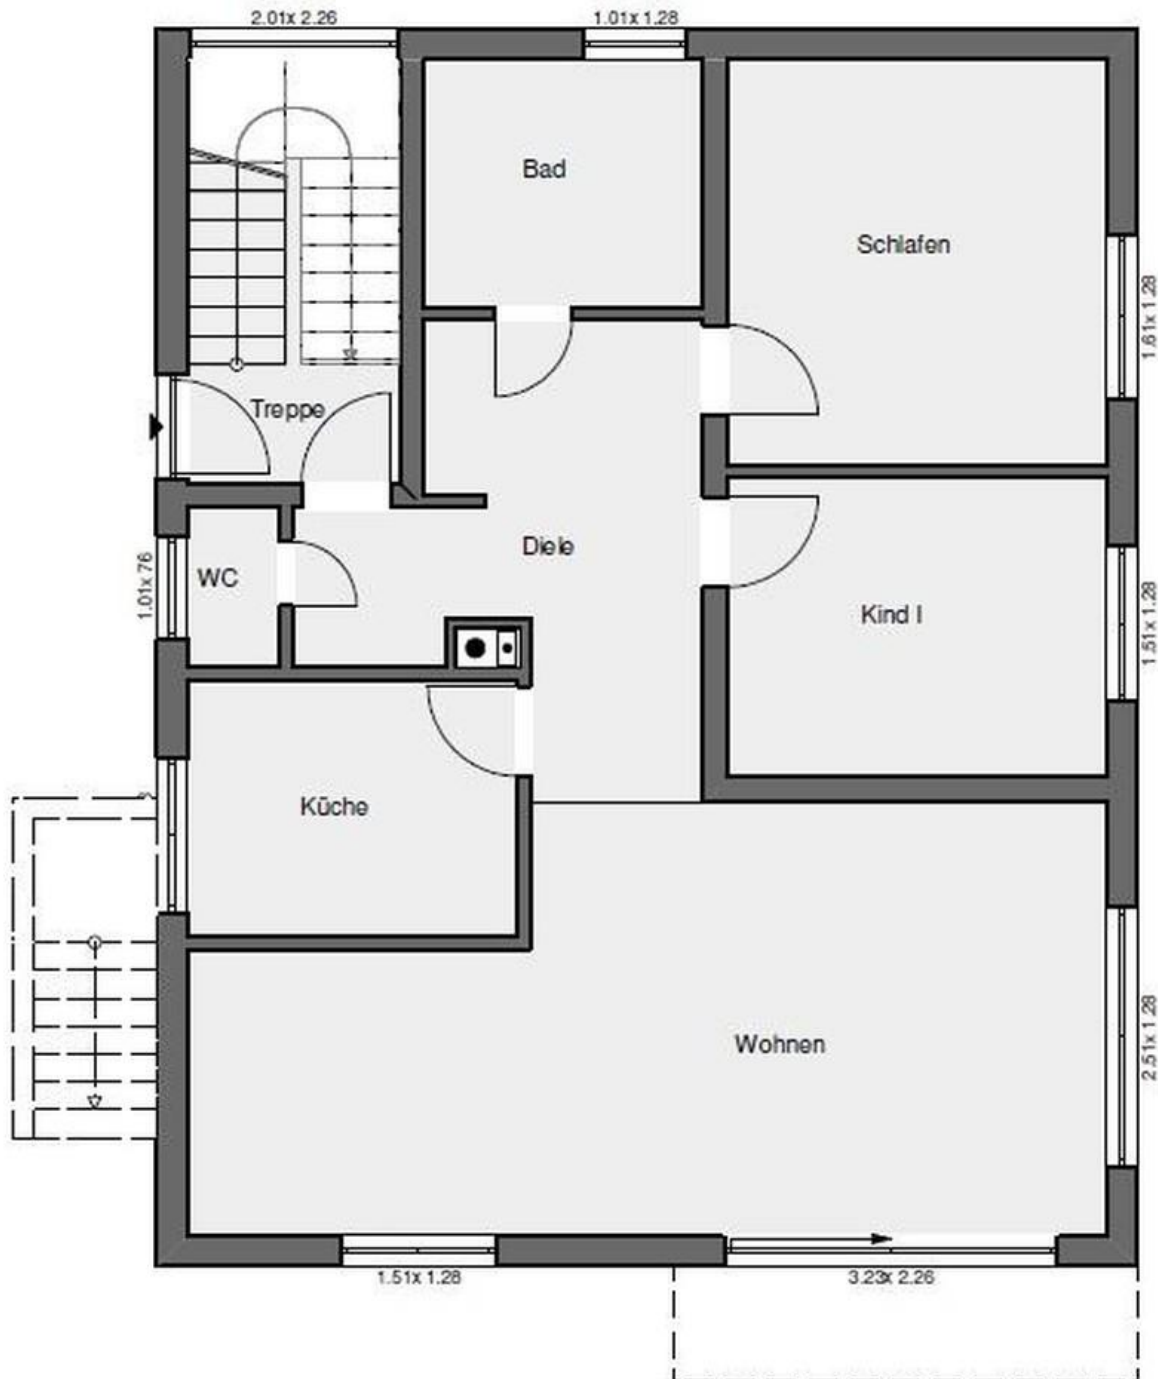 2.01x 2.26
1.01x 1.28
Bad
Schlafen
1.61x 1.28
Treppe
Diele
WC
1.01x 76
Kind I
1.51x 1.28
Küche
Wohnen
2.51x 1.28
1.51x 1.28
3.23x 2.26